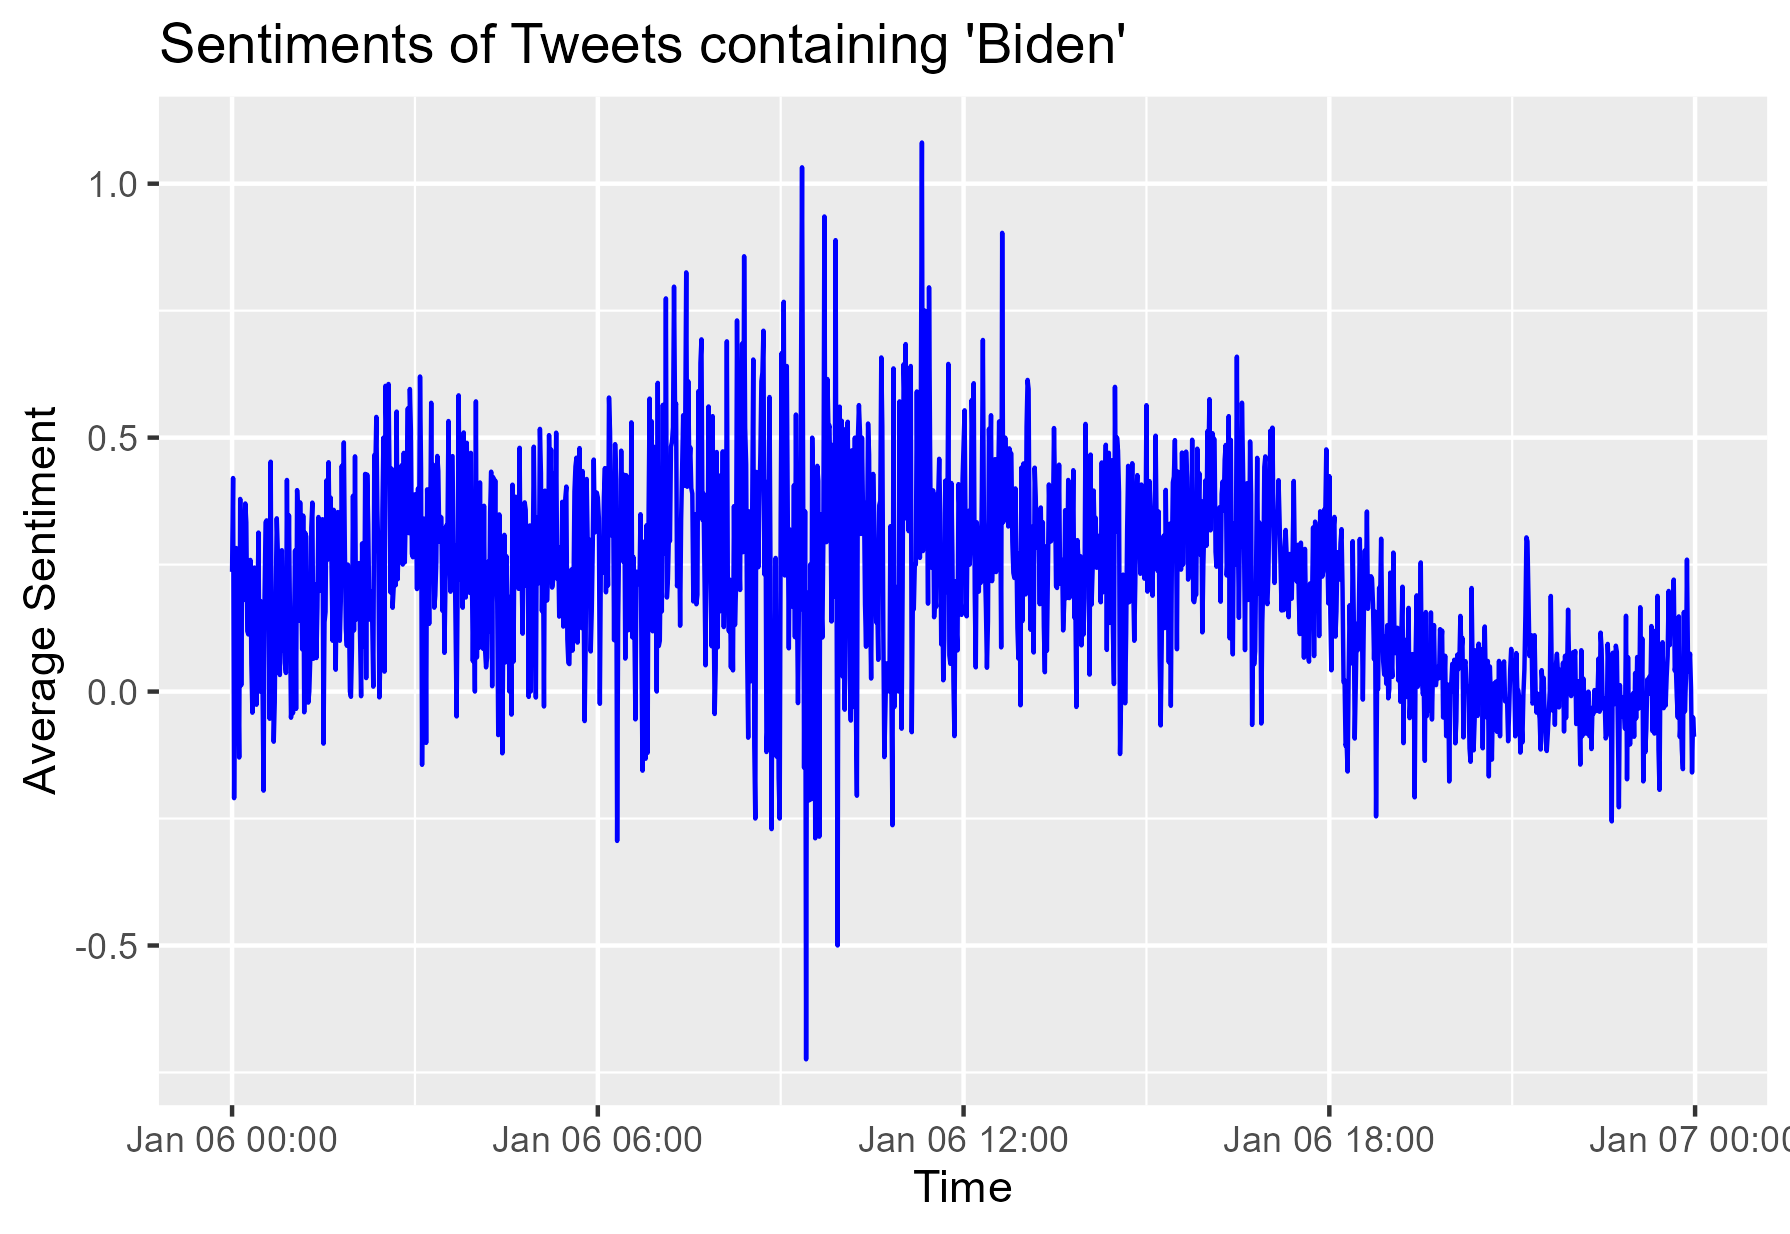 Sentiments of Tweets containing 'Biden'
Average Sentiment
1.0
0.5
0.0
-0.5
Jan 06 00:00 Jan 06 06:00 Jan 06 12:00 Jan 06 18:00 Jan 07 00:00
Time